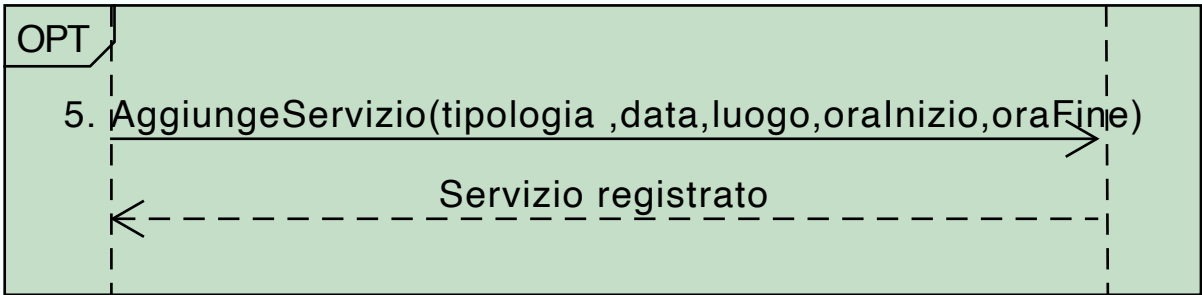 OPT
5. AggiungeServizio(tipologia ,data,luogo,oraInizio,oraFine)
Servizio registrato